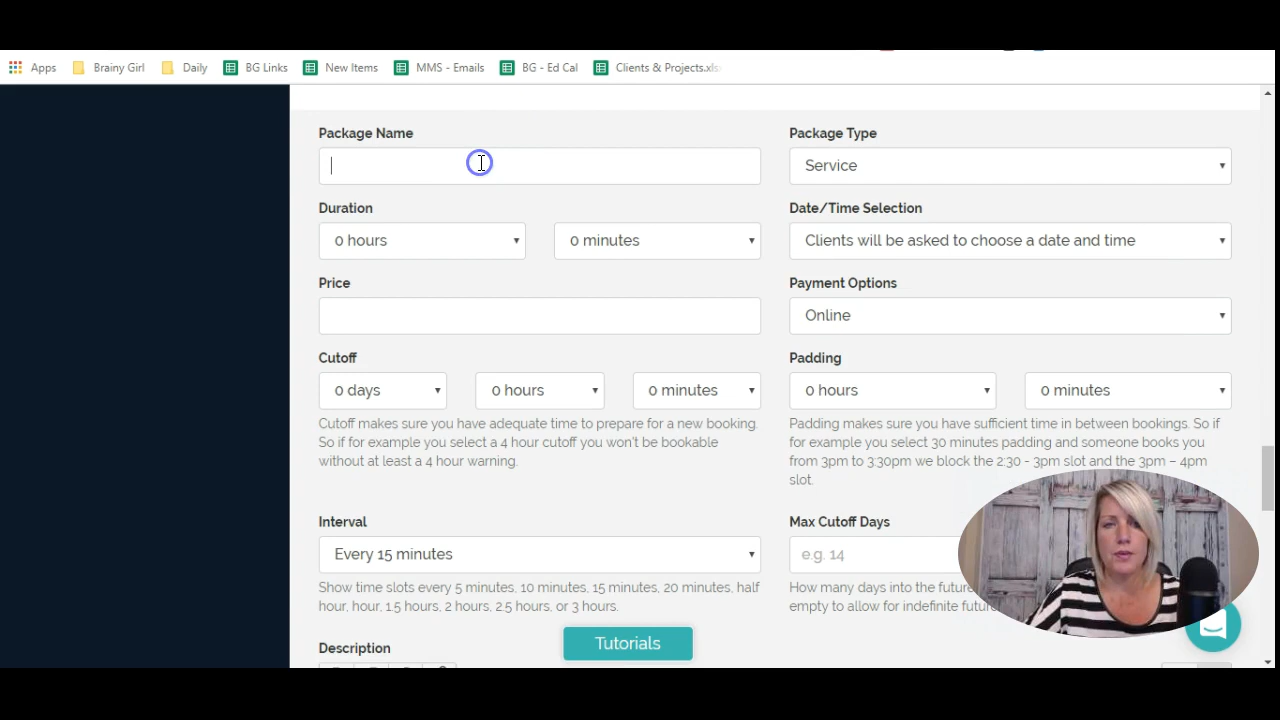 Apps Brainy Girl Daily BG Links New Items MMS - Emails BG - Ed Cal Clients & Projects.xls
Package Name Package Type
Service
Duration Date/Time Selection
0 hours 0 minutes Clients will be asked to choose a date and time
Price Payment Options
Online
Cutoff Padding
0 days 0 hours 0 minutes 0 hours 0 minutes
Cutoff makes sure you have adequate time to prepare for a new booking.
So if for example you select a 4 hour cutoff you won't be bookable
without at least a 4 hour warning.
Padding makes sure you have sufficient time in between bookings. So if
for example you select 30 minutes padding and someone books you
from 3pm to 3:30pm we block the 2:30 - 3pm slot and the 3pm – 4pm
slot.
Interval Max Cutoff Days
Every 15 minutes e.g. 14
Show time slots every 5 minutes, 10 minutes, 15 minutes, 20 minutes, half
hour, hour, 1.5 hours, 2 hours, 2.5 hours, or 3 hours.
How many days into the future
empty to allow for indefinite
Tutorials
Description